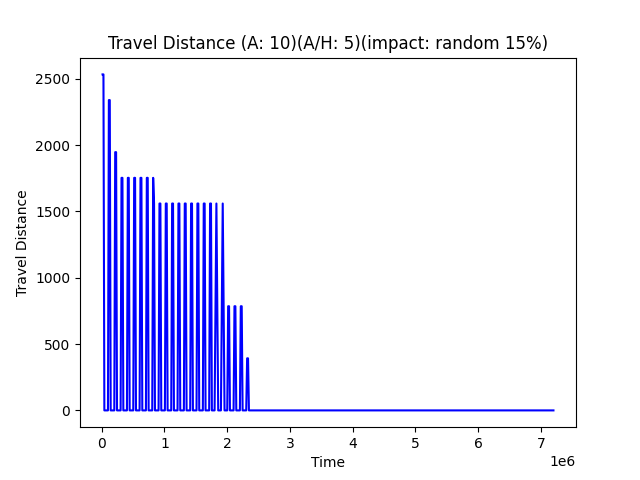 Travel Distance (A: 10)(A/H: 5)(impact: random 15%)
Travel Distance
2500
2000
1500
1000
500
0
0 1 2 3 4 5 6 7
1e6
Time